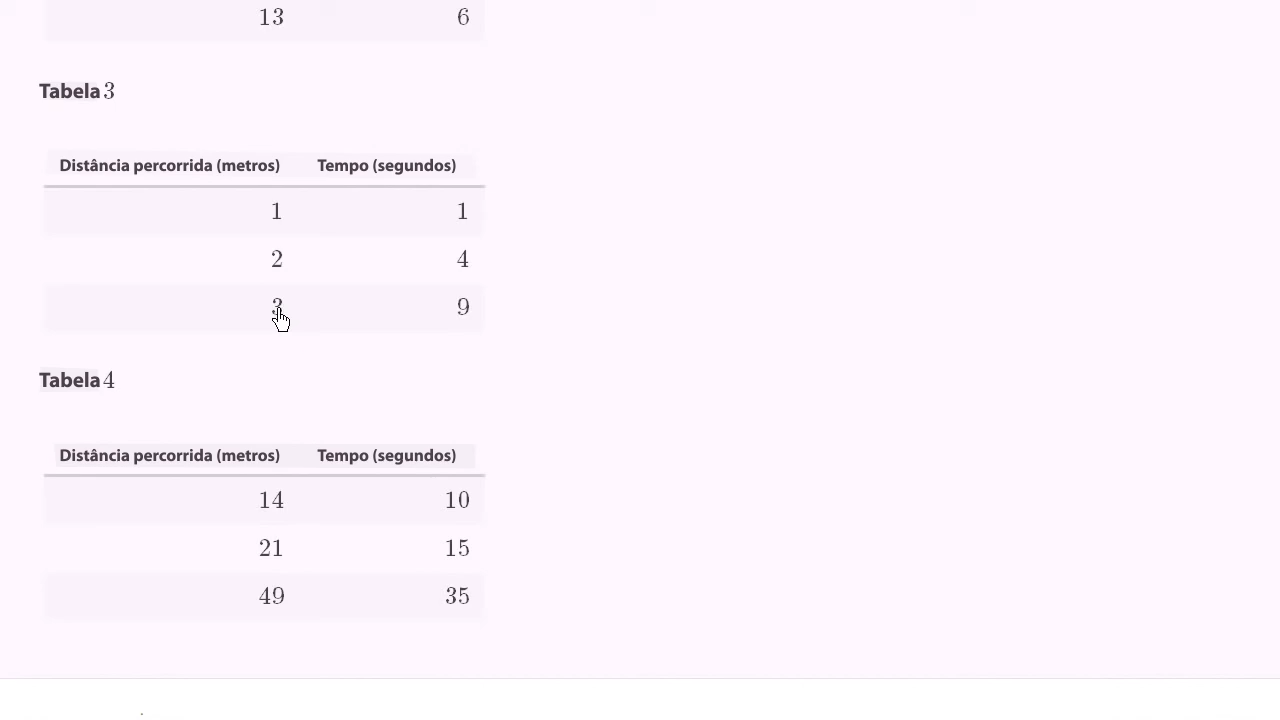 13 6
Tabela 3
Distância percorrida (metros) Tempo (segundos)
1 1
2 4
3 9
Tabela 4
Distância percorrida (metros) Tempo (segundos)
14 10
21 15
49 35